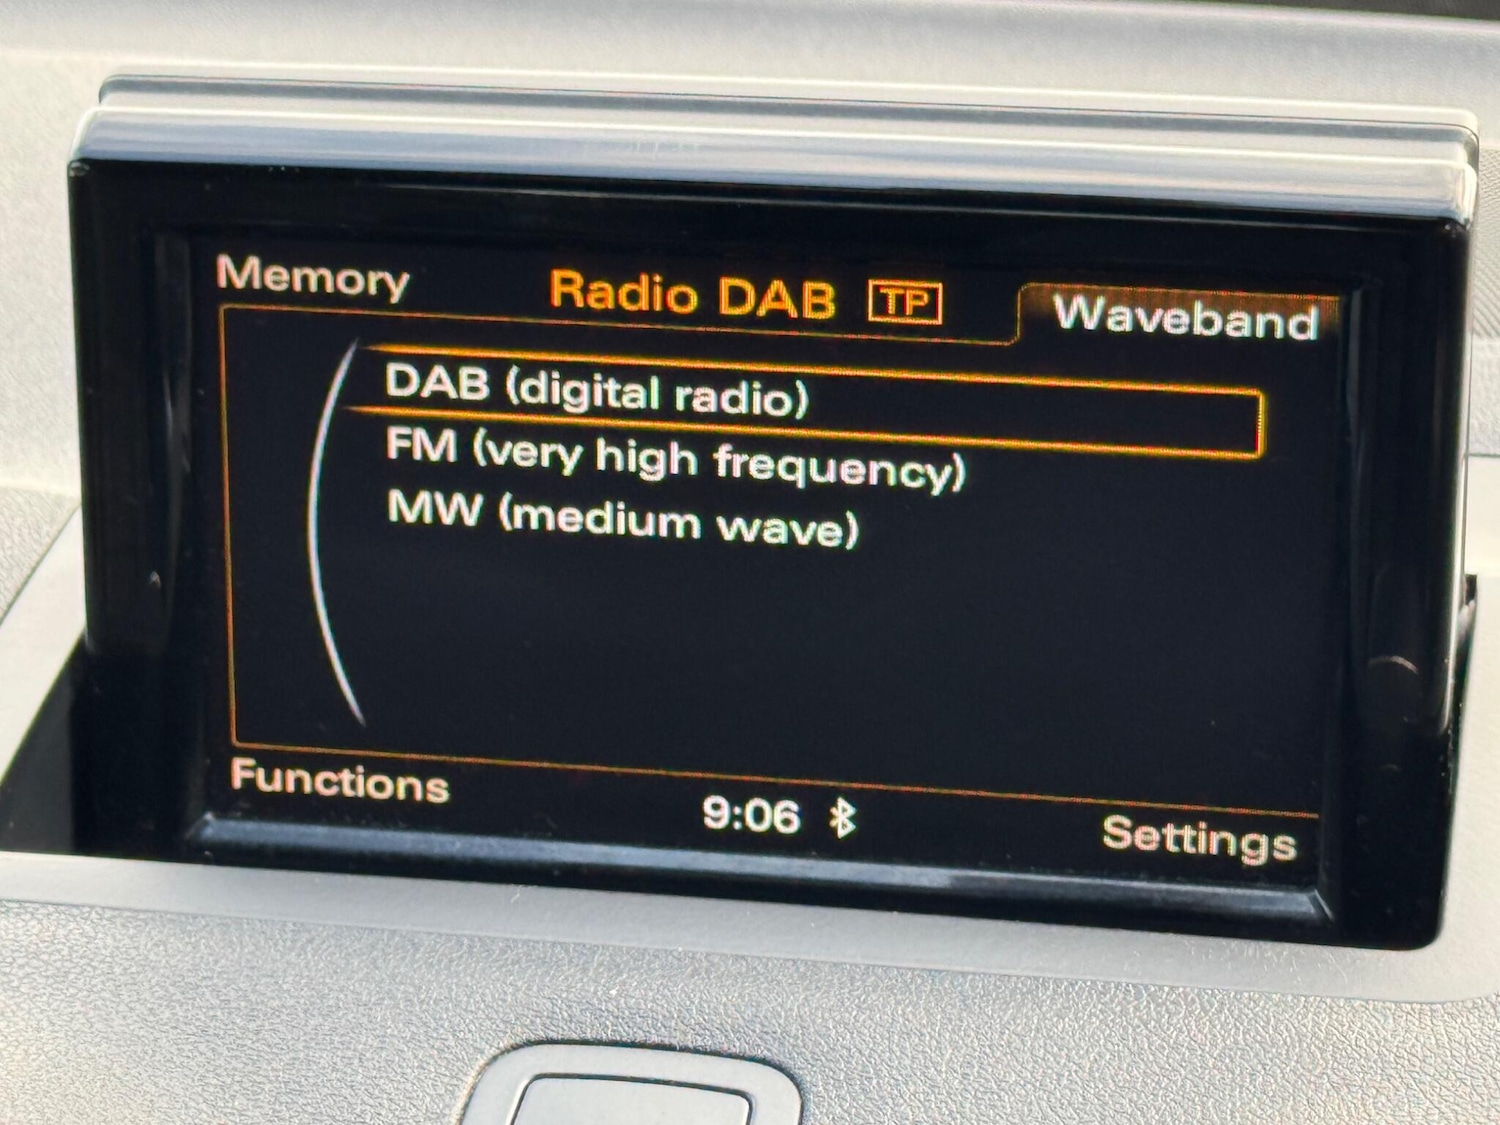 Memory
Radio DAB TP
Waveband
DAB (digital radio)
FM (very high frequency)
MW (medium wave)
Functions
9:06
Settings